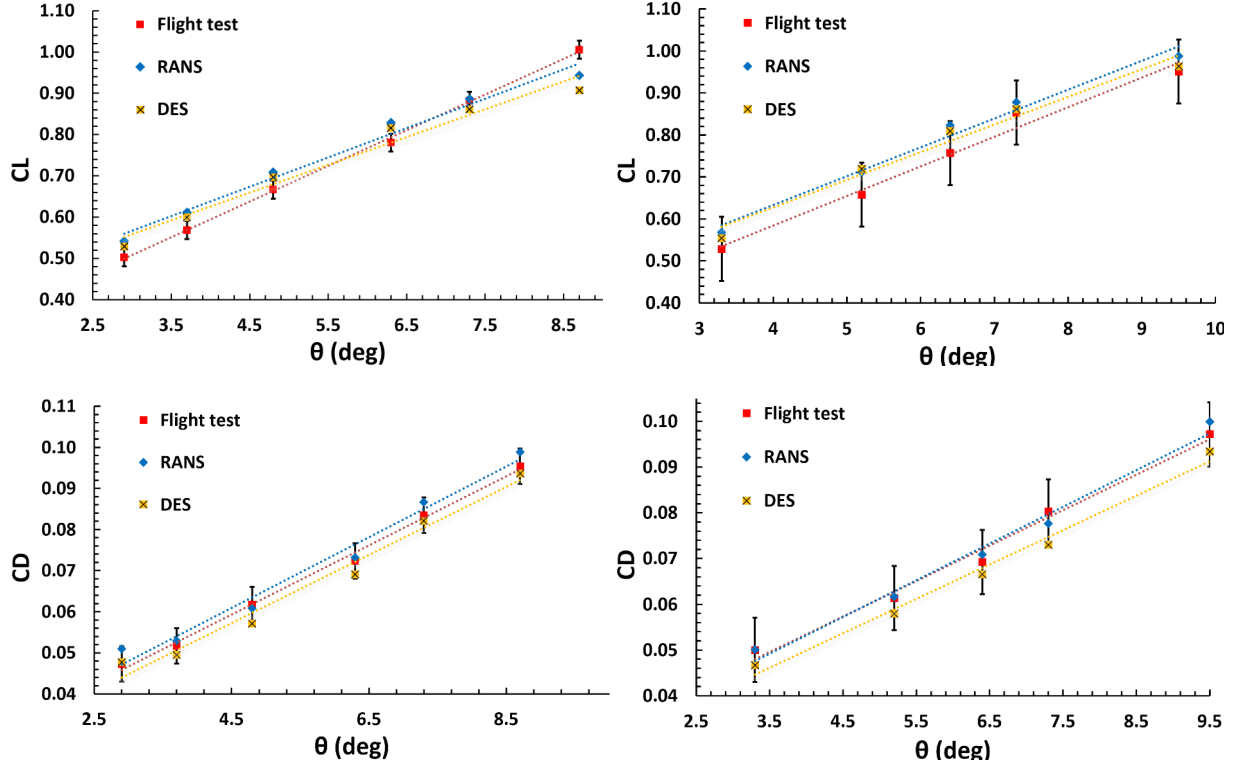 1.10
1.00
0.90
0.80
0.70
0.60
0.50
0.40
CL
Flight test
RANS
DES
2.5 3.5 4.5 5.5 6.5 7.5 8.5
θ (deg)
1.10
1.00
0.90
0.80
0.70
0.60
0.50
0.40
CL
Flight test
RANS
DES
3 4 5 6 7 8 9 10
θ (deg)
0.11
0.10
0.09
0.08
0.07
0.06
0.05
0.04
CD
Flight test
RANS
DES
2.5 4.5 6.5 8.5
θ (deg)
0.10
0.09
0.08
0.07
0.06
0.05
0.04
CD
Flight test
RANS
DES
2.5 3.5 4.5 5.5 6.5 7.5 8.5 9.5
θ (deg)